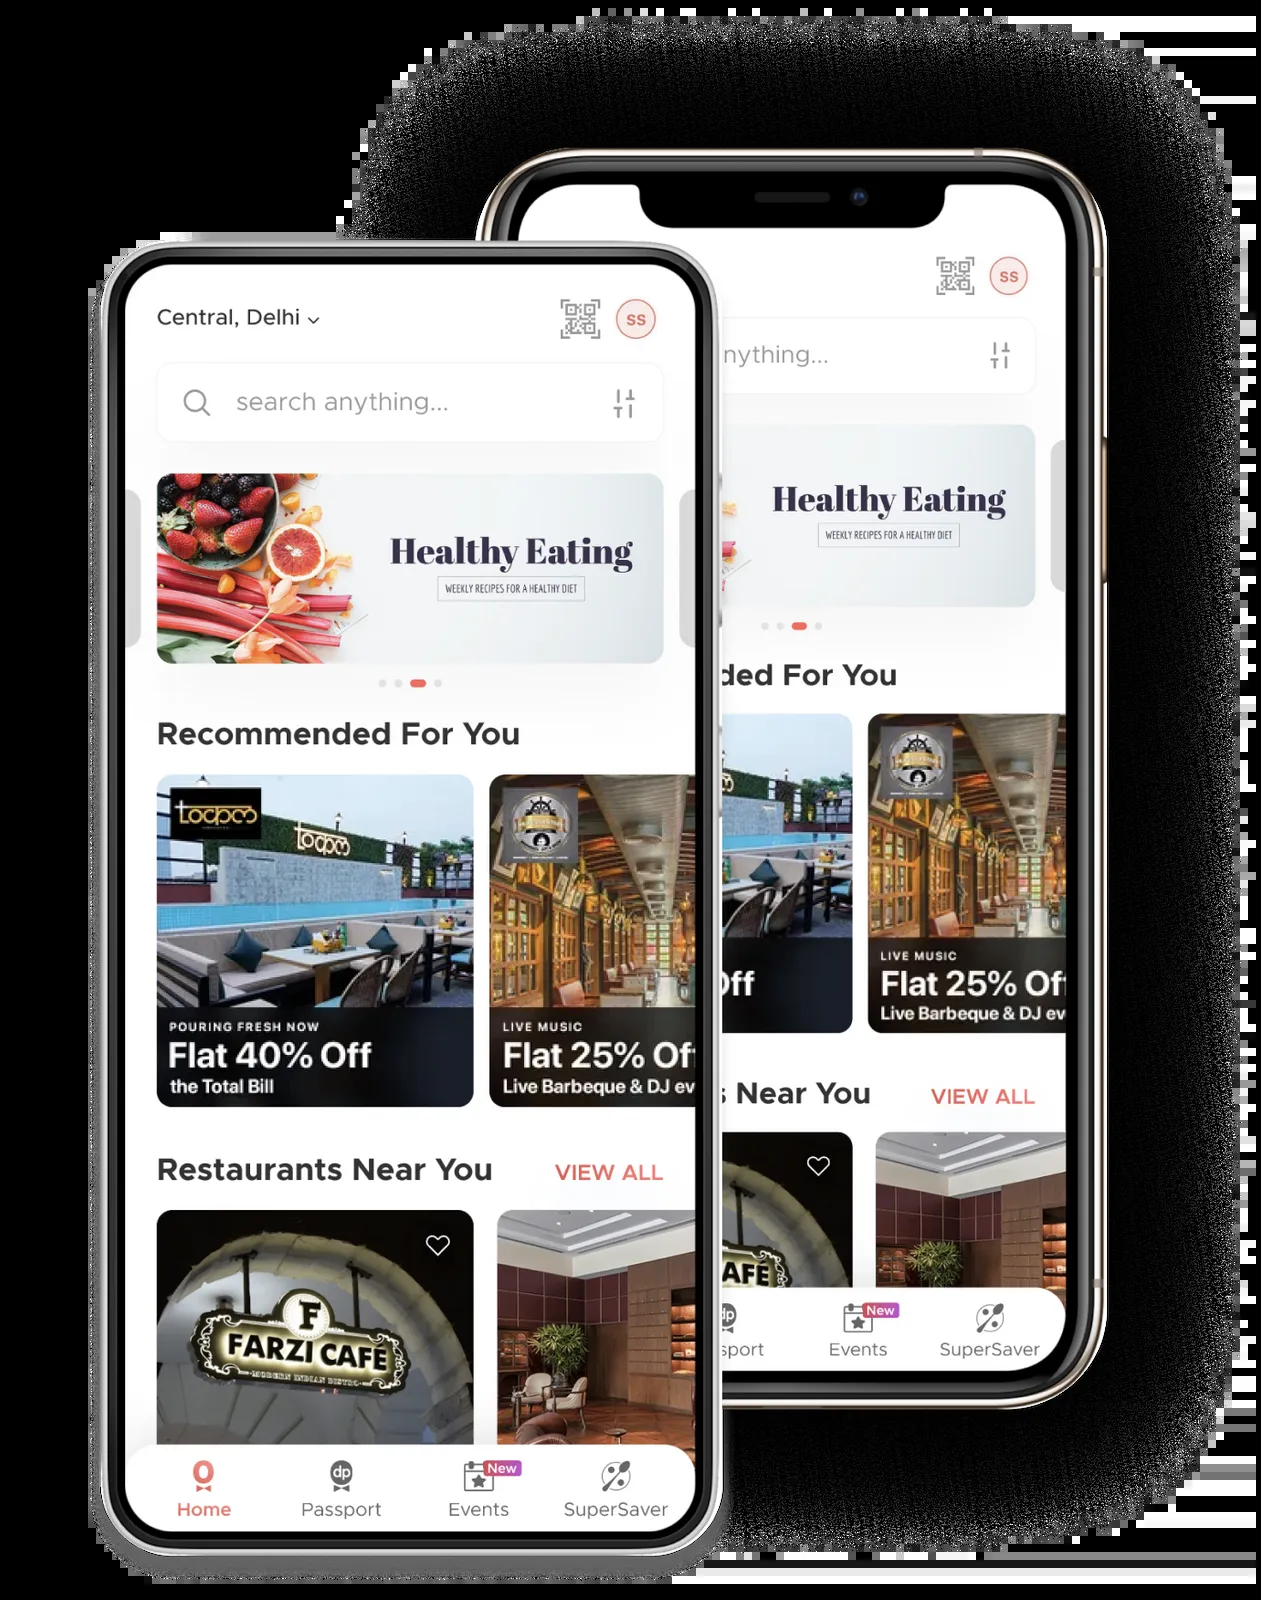 Central, Delhi
SS
search anything...
Healthy Eating
WEEKLY RECIPES FOR A HEALTHY DIET
Recommended For You
POURING FRESH NOW
Flat 40% Off
the Total Bill
LIVE MUSIC
Flat 25% Of
Live Barbeque & DJ ev
Restaurants Near You
VIEW ALL
F
FARZI CAFÉ
MODERN INDIAN BISTRO
Home
dp
Passport
New
Events
SuperSaver
SS
nything...
Healthy Eating
WEEKLY RECIPES FOR A HEALTHY DIET
ded For You
Off
LIVE MUSIC
Flat 25% Of
Live Barbeque & DJ ev
s Near You
VIEW ALL
AFÉ
dp
sport
New
Events
SuperSaver